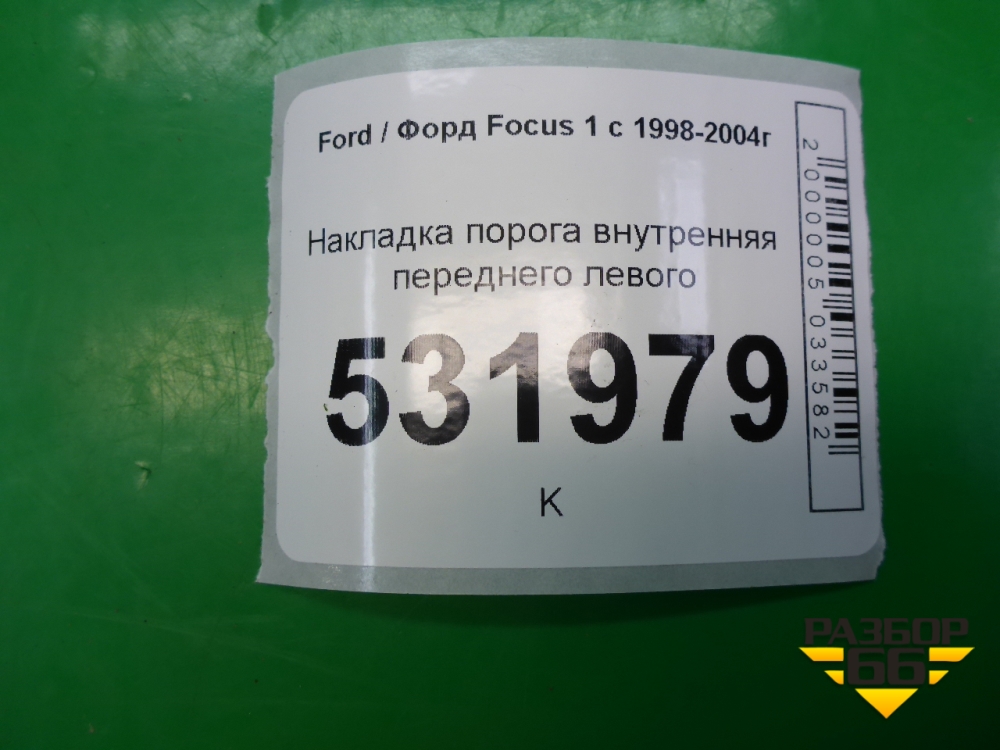 Ford / Форд Focus 1 с 1998-2004г
Накладка порога внутренняя
переднего левого
531979
К
2000005033582
РАЗБОР
66